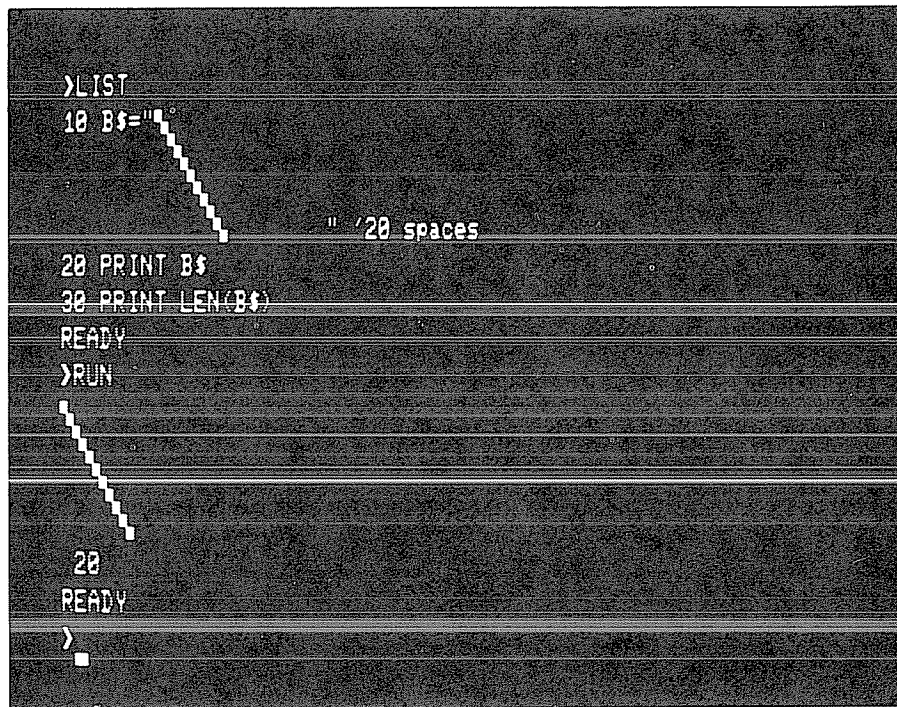 >LIST
10 B$="
" '20 spaces
20 PRINT B$
30 PRINT LEN(B$)
READY
>RUN
20
READY
>